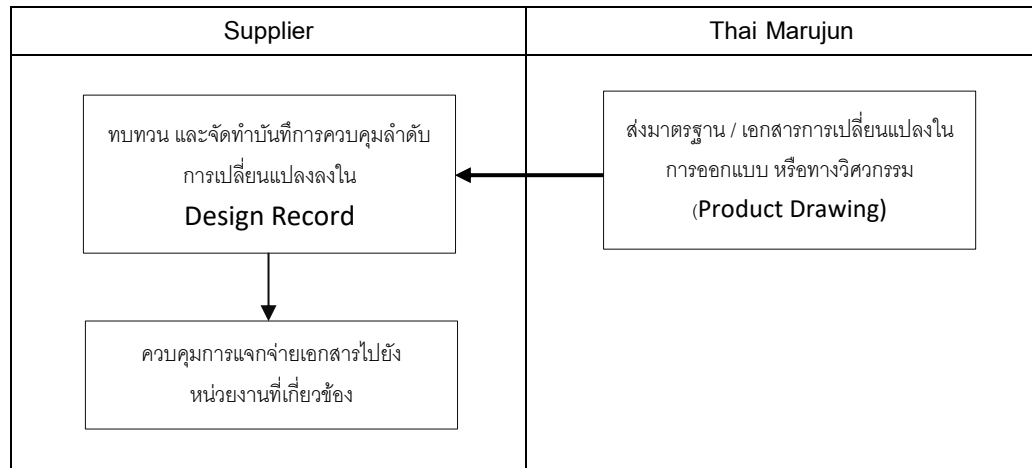 Supplier
Thai Marujun
ทบทวน และจัดทำบันทึการควบคุมลำดับ
การเปลี่ยนแปลงลงใน
Design Record
ส่งมาตรฐาน / เอกสารการเปลี่ยนแปลงใน
การออกแบบ หรือทางวิศวกรรม
(Product Drawing)
ควบคุมการแจกจ่ายเอกสารไปยัง
หน่วยงานที่เกี่ยวข้อง